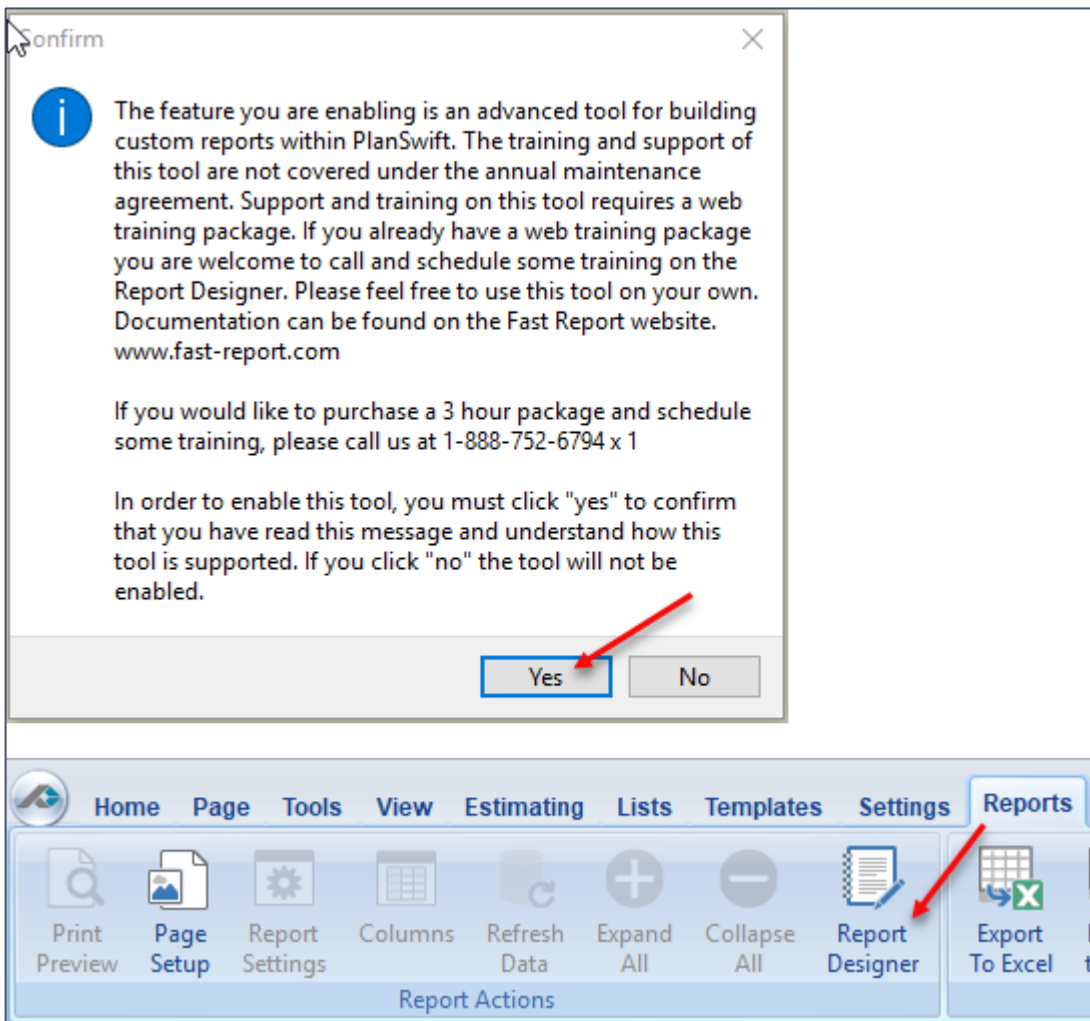 Confirm
The feature you are enabling is an advanced tool for building
custom reports within PlanSwift. The training and support of
this tool are not covered under the annual maintenance
agreement. Support and training on this tool requires a web
training package. If you already have a web training package
you are welcome to call and schedule some training on the
Report Designer. Please feel free to use this tool on your own.
Documentation can be found on the Fast Report website.
www.fast-report.com
If you would like to purchase a 3 hour package and schedule
some training, please call us at 1-888-752-6794 x 1
In order to enable this tool, you must click "yes" to confirm
that you have read this message and understand how this
tool is supported. If you click "no" the tool will not be
enabled.
Yes No
Home Page Tools View Estimating Lists Templates Settings Reports
Print Page Report Columns Refresh Expand Collapse Report Export
Preview Setup Settings Data All All Designer To Excel
Report Actions